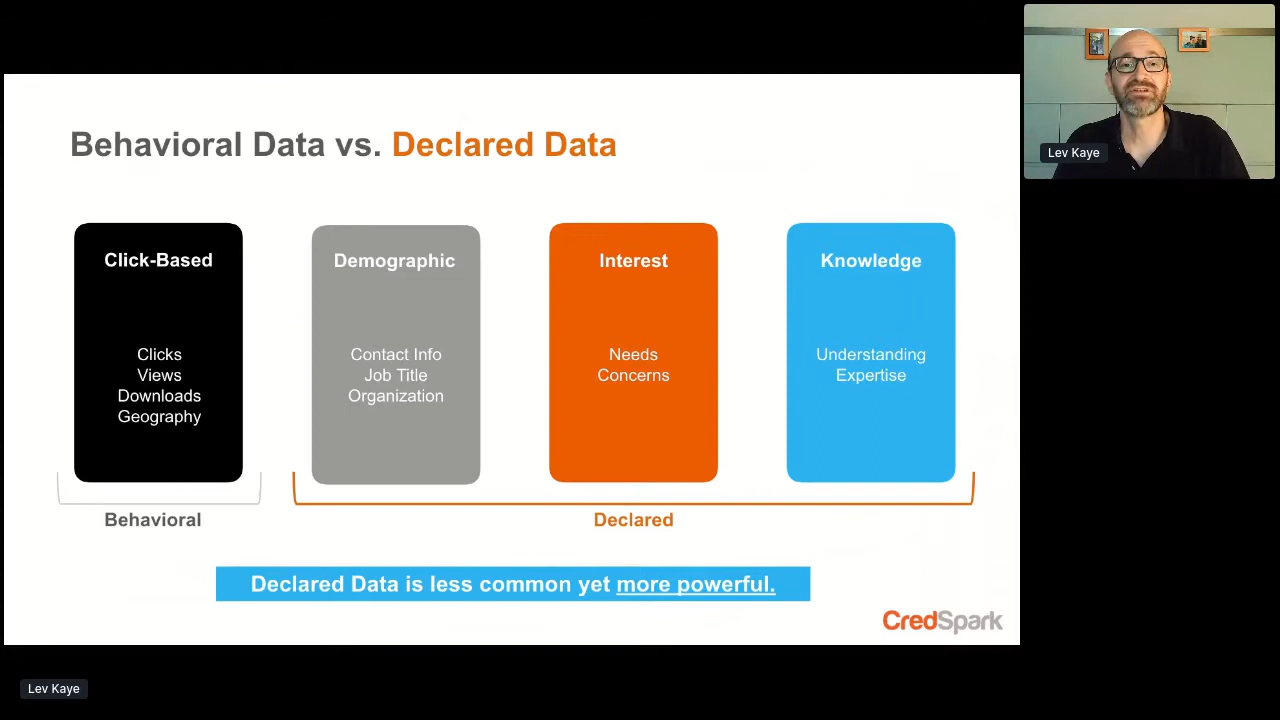 Behavioral Data vs. Declared Data
Click-Based
Clicks
Views
Downloads
Geography
Demographic
Contact Info
Job Title
Organization
Interest
Needs
Concerns
Knowledge
Understanding
Expertise
Behavioral
Declared
Declared Data is less common yet more powerful.
CredSpark
Lev Kaye
Lev Kaye